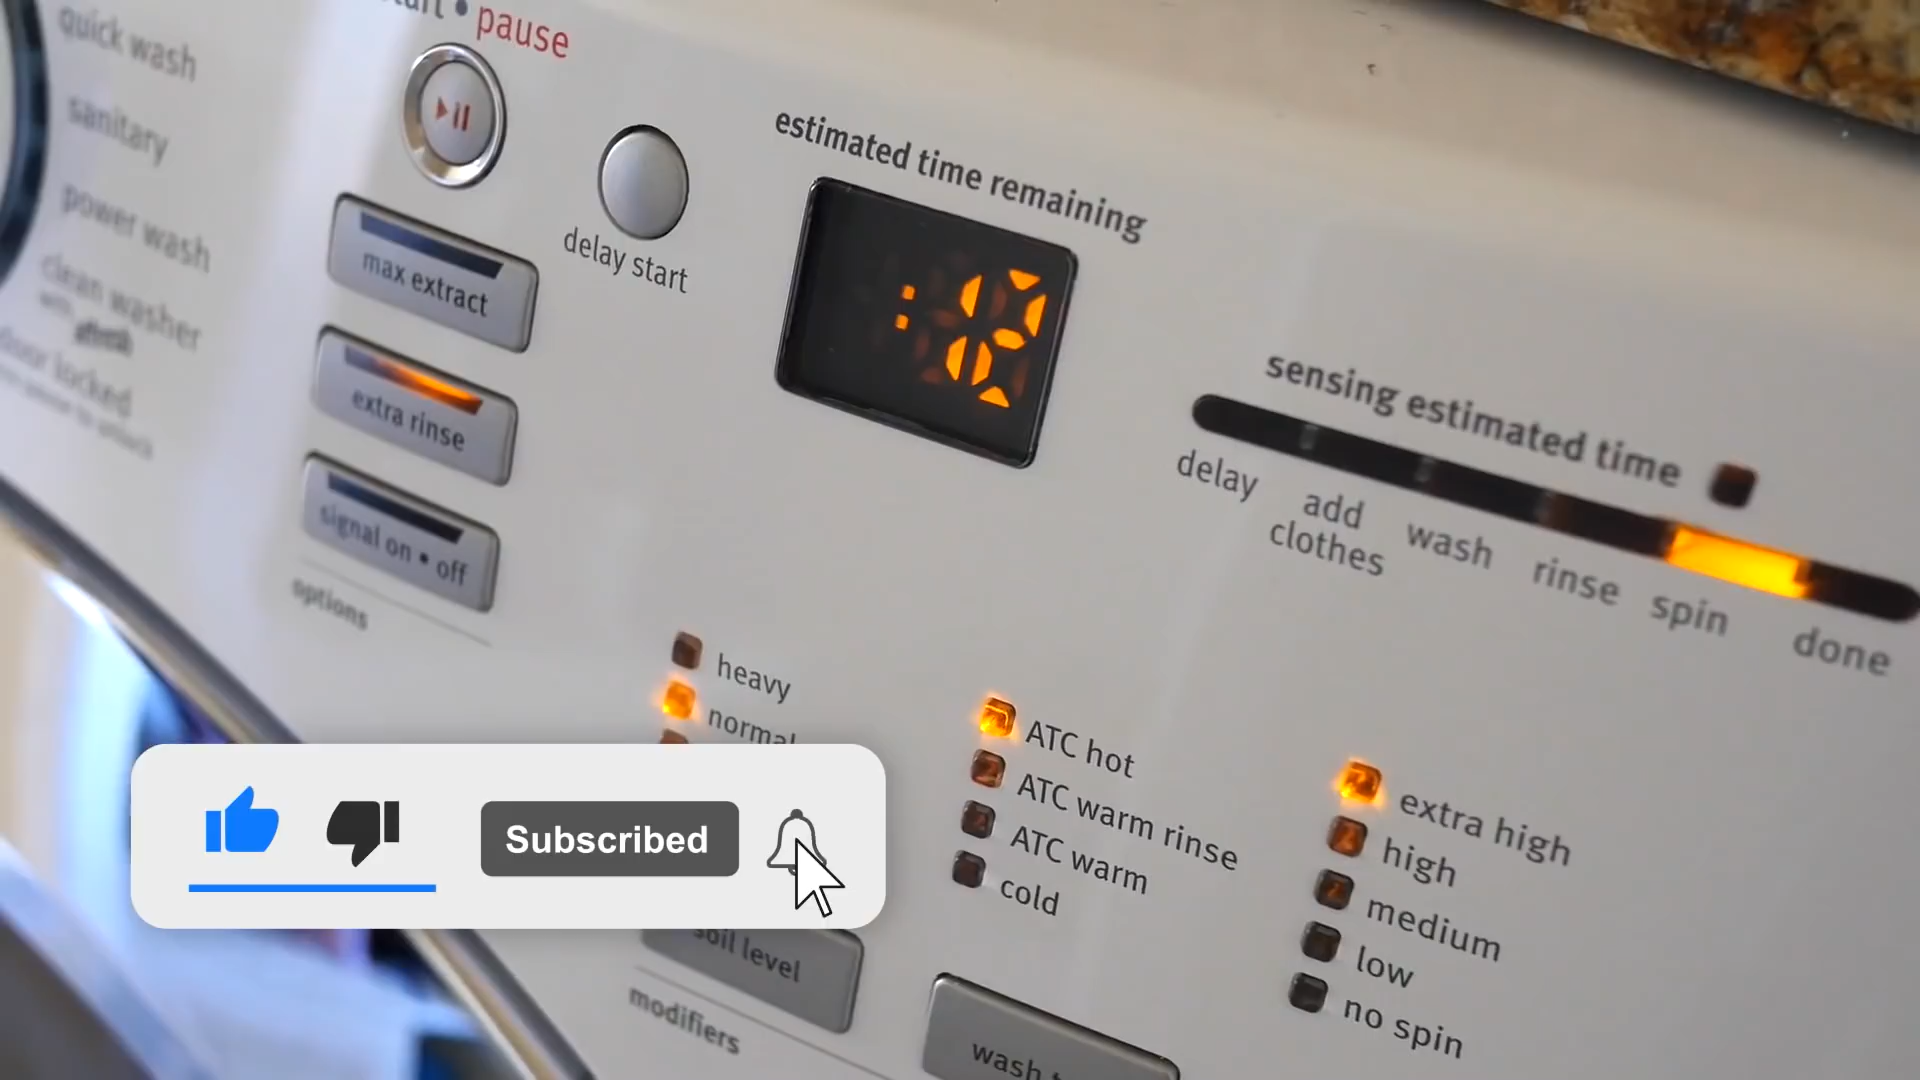 pause
quick wash
sanitary
power wash
clean washer
with
door locked
delay start
max extract
extra rinse
signal on • off
options
estimated time remaining
sensing estimated time
delay
add
clothes
wash
rinse
spin
done
heavy
normal
ATC hot
ATC warm rinse
ATC warm
cold
extra high
high
medium
low
no spin
Subscribed
soil level
modifiers
wash